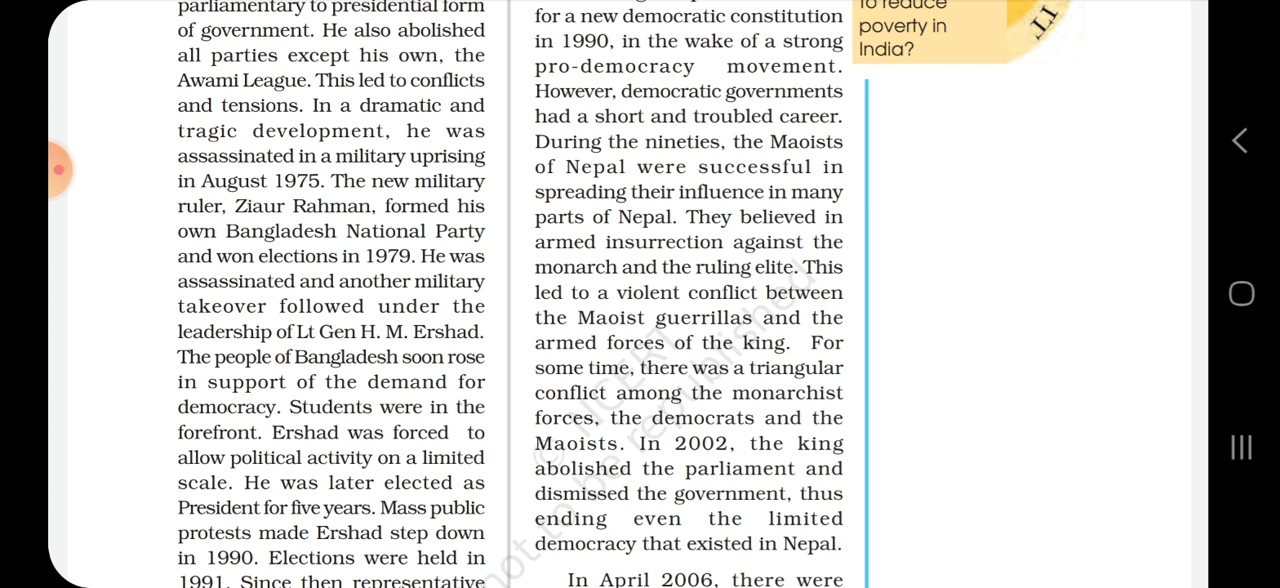 parliamentary to presidential form
of government. He also abolished
all parties except his own, the
Awami League. This led to conflicts
and tensions. In a dramatic and
tragic development, he was
assassinated in a military uprising
in August 1975. The new military
ruler, Ziaur Rahman, formed his
own Bangladesh National Party
and won elections in 1979. He was
assassinated and another military
takeover followed under the
leadership of Lt Gen H. M. Ershad.
The people of Bangladesh soon rose
in support of the demand for
democracy. Students were in the
forefront. Ershad was forced to
allow political activity on a limited
scale. He was later elected as
President for five years. Mass public
protests made Ershad step down
in 1990. Elections were held in
1991. Since then representative
for a new democratic constitution
in 1990, in the wake of a strong
pro-democracy movement.
However, democratic governments
had a short and troubled career.
During the nineties, the Maoists
of Nepal were successful in
spreading their influence in many
parts of Nepal. They believed in
armed insurrection against the
monarch and the ruling elite. This
led to a violent conflict between
the Maoist guerrillas and the
armed forces of the king. For
some time, there was a triangular
conflict among the monarchist
forces, the democrats and the
Maoists. In 2002, the king
abolished the parliament and
dismissed the government, thus
ending even the limited
democracy that existed in Nepal.
In April 2006, there were
to reduce
poverty in
India?
© NCERT
not to be republished